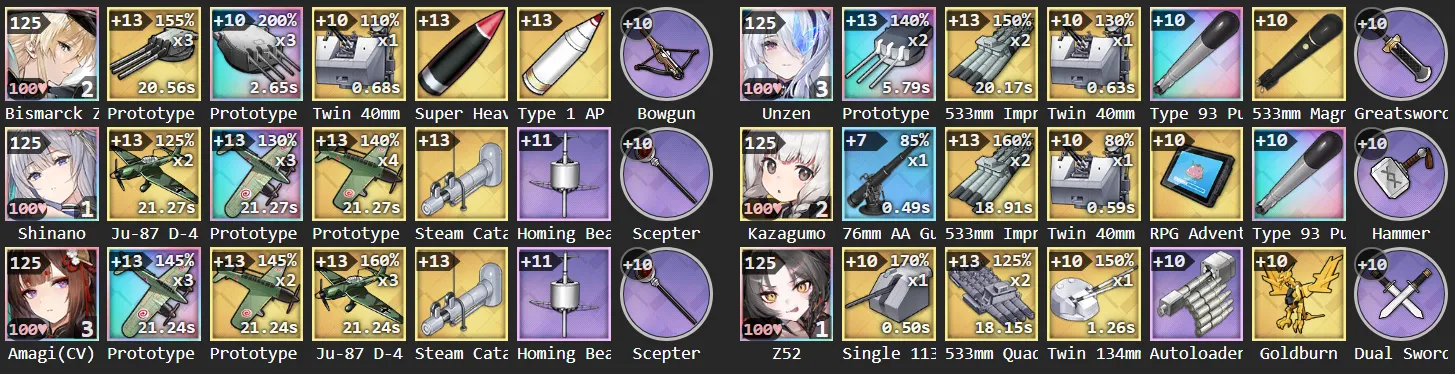 125 +13 155% +10 200% +10 110% +13 +13 +10 125 +13 140% +13 150% +10 130% +10 +10 +10
x3 x3 x1 x2 x2 x1
100♥ 2 20.56s 2.65s 0.68s 100♥ 3 5.79s 20.17s 0.63s
Bismarck Z Prototype Prototype Twin 40mm Super Heav Type 1 AP Bowgun Unzen Prototype 533mm Impr Twin 40mm Type 93 Pu 533mm Magr Greatsword
125 +13 125% +13 130% +13 140% +13 +11 +10 125 +7 85% +13 160% +10 80% +10 +10 +10
x2 x3 x4 x1 x2 x1
100♥ 1 21.27s 21.27s 21.27s 100♥ 2 0.49s 18.91s 0.59s
Shinano Ju-87 D-4 Prototype Prototype Steam Cata Homing Bea Scepter Kazagumo 76mm AA Gu 533mm Impr Twin 40mm RPG Advent Type 93 Pu Hammer
125 +13 145% +13 145% +13 160% +13 +11 +10 125 +10 170% +13 125% +10 150% +10 +10 +10
x3 x2 x3 x1 x2 x1
100♥ 3 21.24s 21.24s 21.24s 100♥ 1 0.50s 18.15s 1.26s
Amagi(CV) Prototype Prototype Ju-87 D-4 Steam Cata Homing Bea Scepter Z52 Single 113 533mm Quad Twin 134mm Autoloader Goldburn Dual Sword